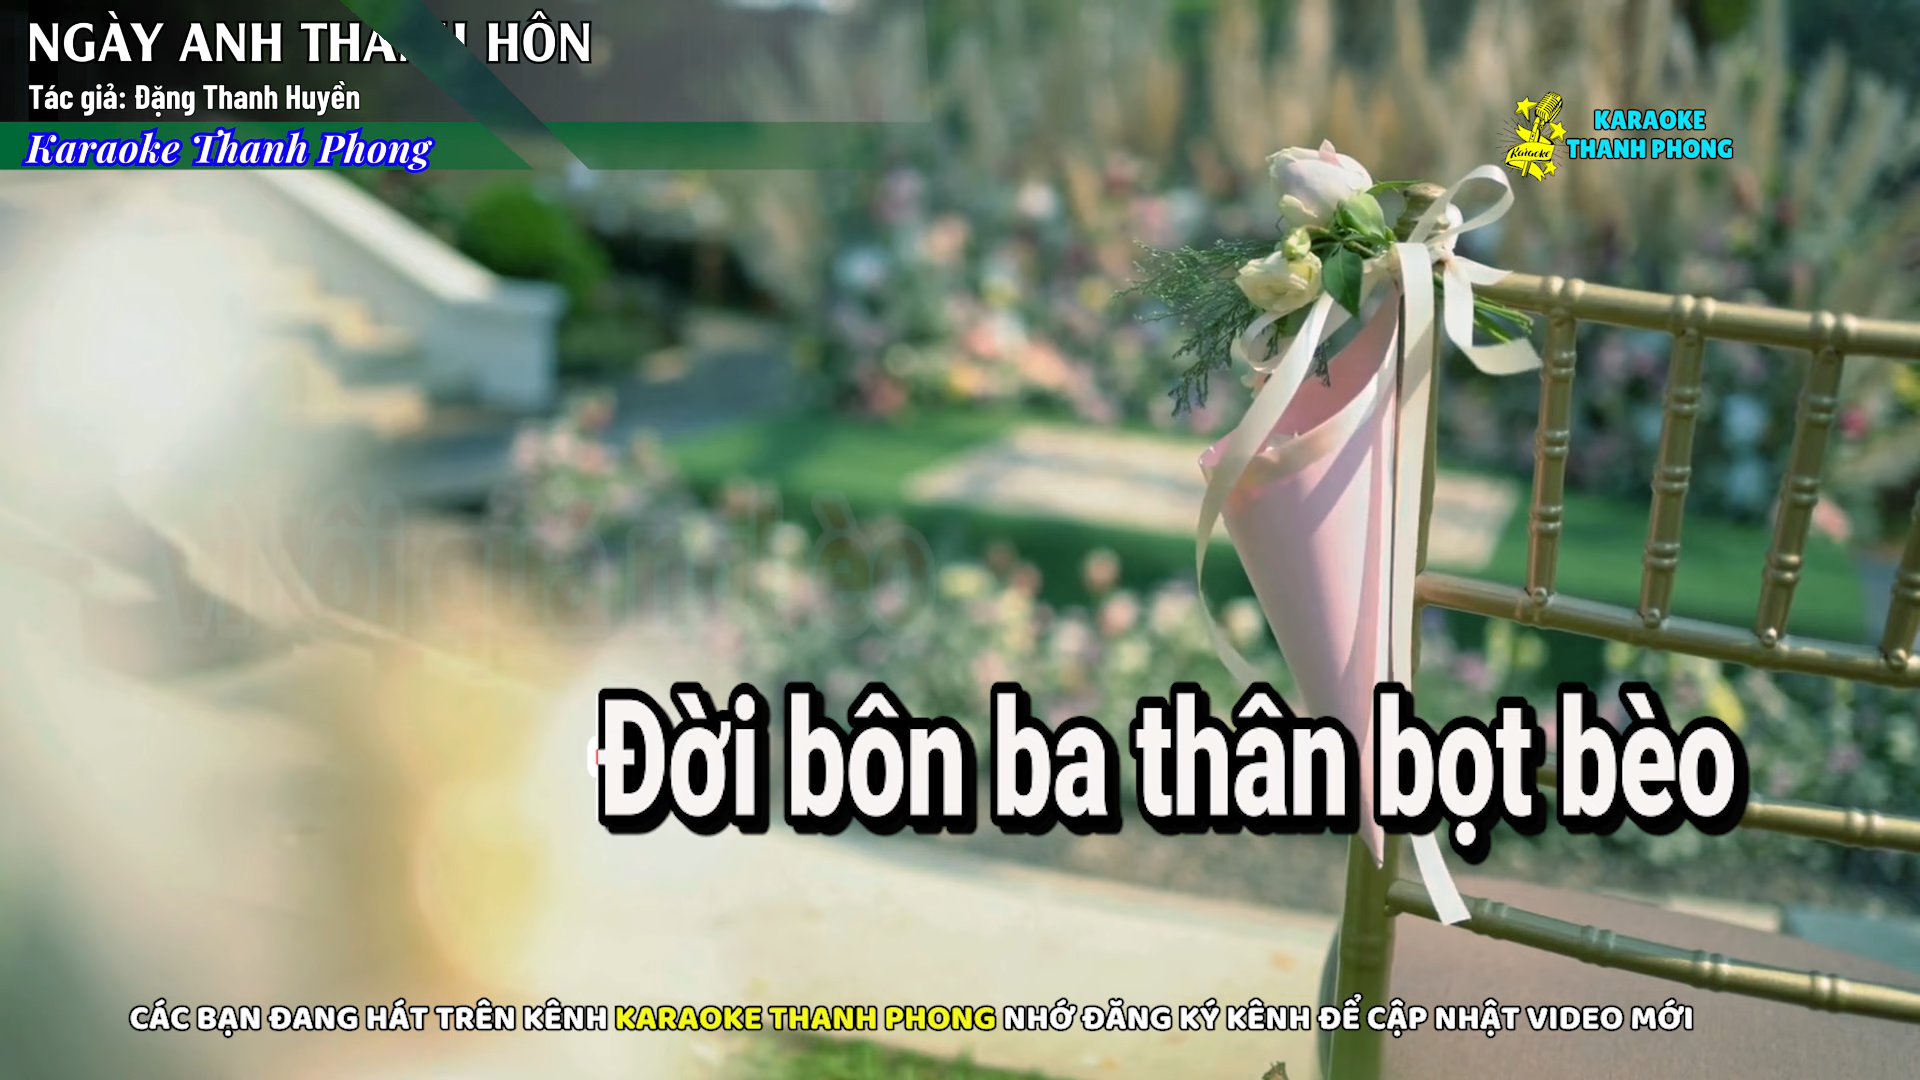 NGÀY ANH THÀNH HÔN
Tác giả: Đặng Thanh Huyền
Karaoke Thanh Phong
Karaoke
KARAOKE
THANH PHONG
Đời bôn ba thân bọt bèo
CÁC BẠN ĐANG HÁT TRÊN KÊNH KARAOKE THANH PHONG NHỚ ĐĂNG KÝ KÊNH ĐỂ CẬP NHẬT VIDEO MỚI